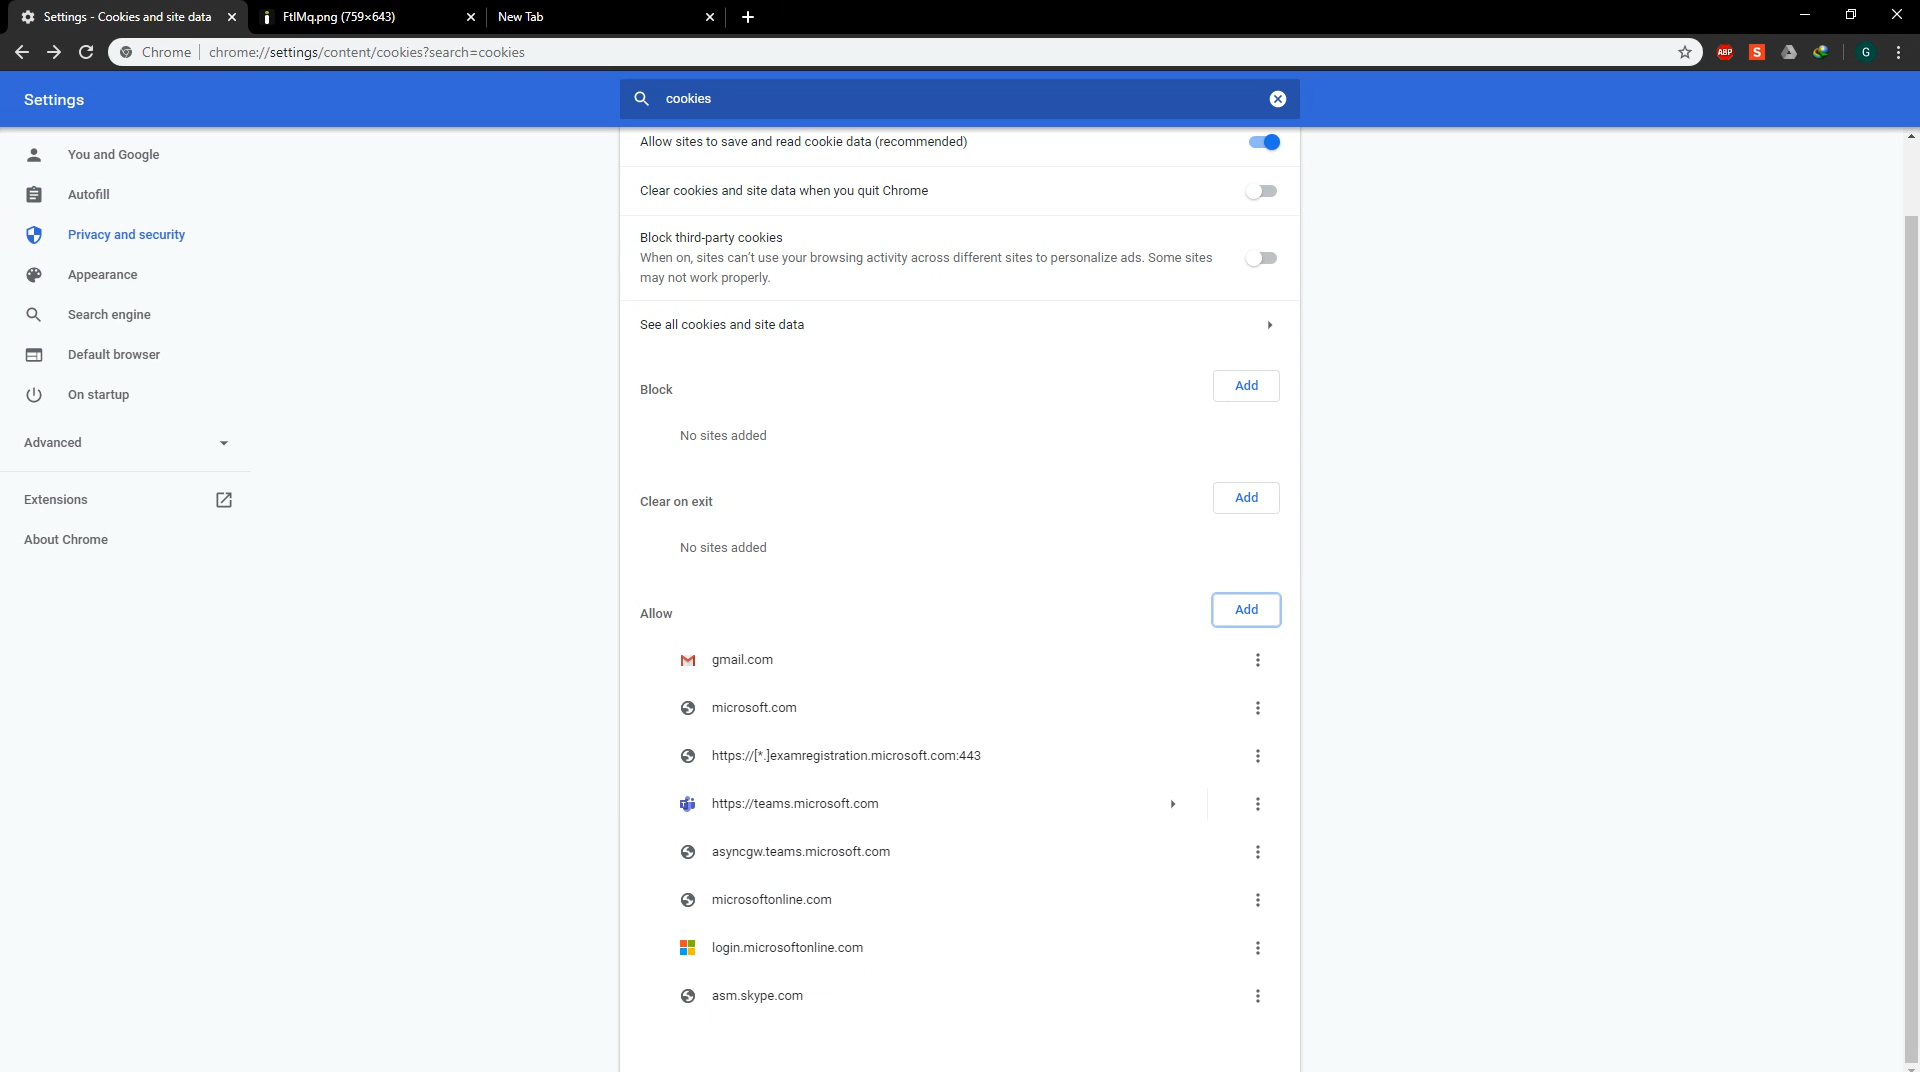 Settings - Cookies and site data
FtlMq.png (759×643)
New Tab
Chrome
chrome://settings/content/cookies?search=cookies
ABP
S
G
Settings
cookies
You and Google
Autofill
Privacy and security
Appearance
Search engine
Default browser
On startup
Advanced
Extensions
About Chrome
Allow sites to save and read cookie data (recommended)
Clear cookies and site data when you quit Chrome
Block third-party cookies
When on, sites can't use your browsing activity across different sites to personalize ads. Some sites
may not work properly.
See all cookies and site data
Block
Add
No sites added
Clear on exit
Add
No sites added
Allow
Add
gmail.com
microsoft.com
https://[*.]examregistration.microsoft.com:443
https://teams.microsoft.com
asyncgw.teams.microsoft.com
microsoftonline.com
login.microsoftonline.com
asm.skype.com